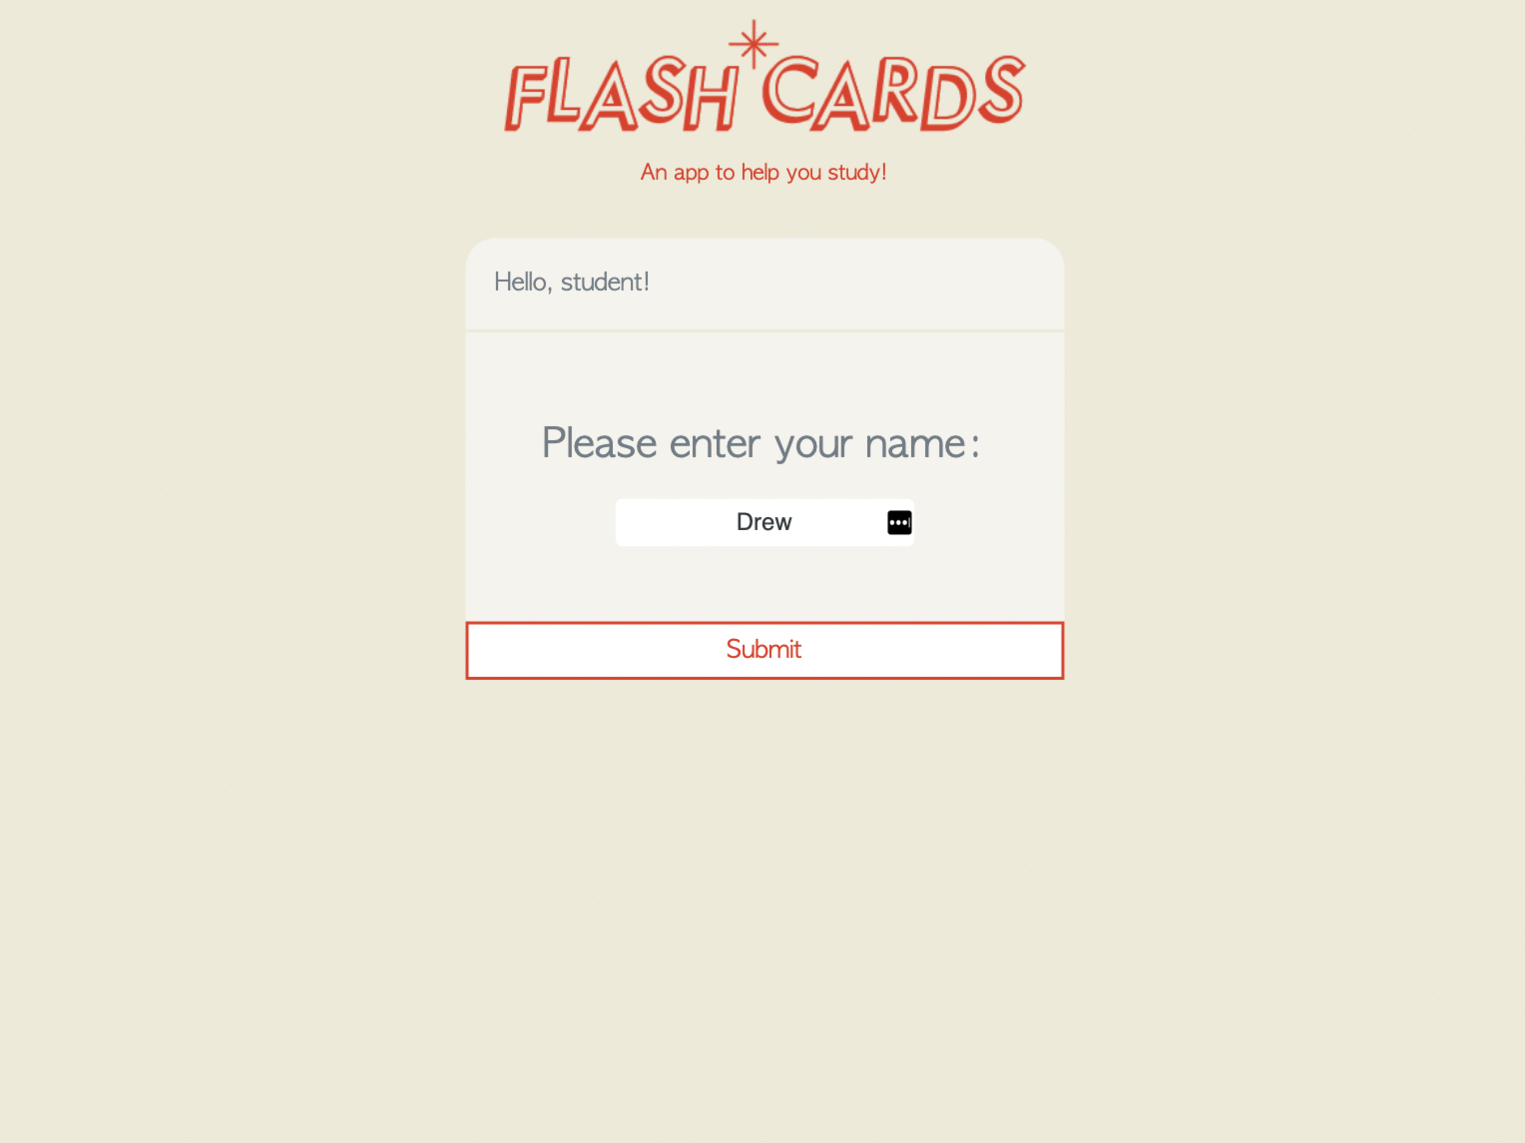 FLASH CARDS
An app to help you study!
Hello, student!
Please enter your name:
Drew
Submit